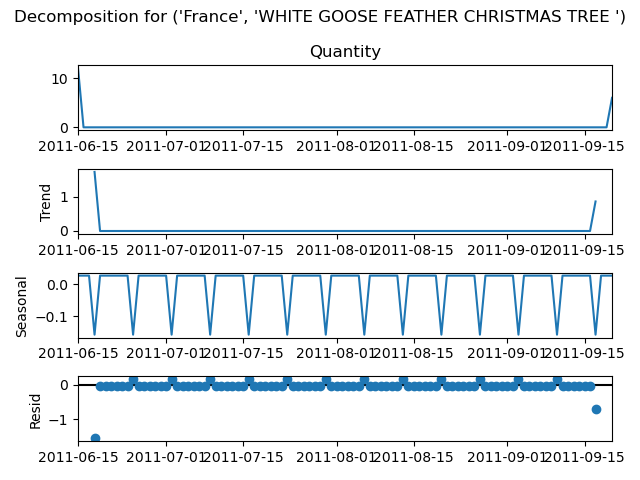 Decomposition for ('France', 'WHITE GOOSE FEATHER CHRISTMAS TREE ')
Quantity
10
0
2011-06-15 2011-07-01 2011-07-15 2011-08-01 2011-08-15 2011-09-01 2011-09-15
Trend
1
0
2011-06-15 2011-07-01 2011-07-15 2011-08-01 2011-08-15 2011-09-01 2011-09-15
Seasonal
0.0
−0.1
2011-06-15 2011-07-01 2011-07-15 2011-08-01 2011-08-15 2011-09-01 2011-09-15
Resid
0
−1
2011-06-15 2011-07-01 2011-07-15 2011-08-01 2011-08-15 2011-09-01 2011-09-15